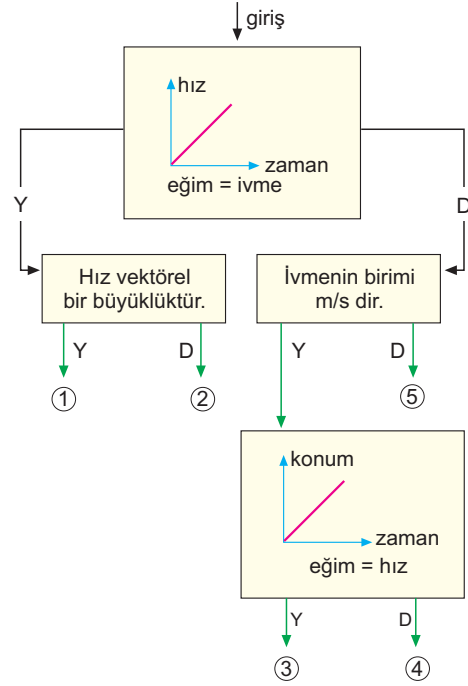 giriş
hız
zaman
eğim = ivme
Y
D
Hız vektörel
bir büyüklüktür.
İvmenin birimi
m/s dir.
Y
D
Y
D
1
2
5
konum
zaman
eğim = hız
Y
D
3
4